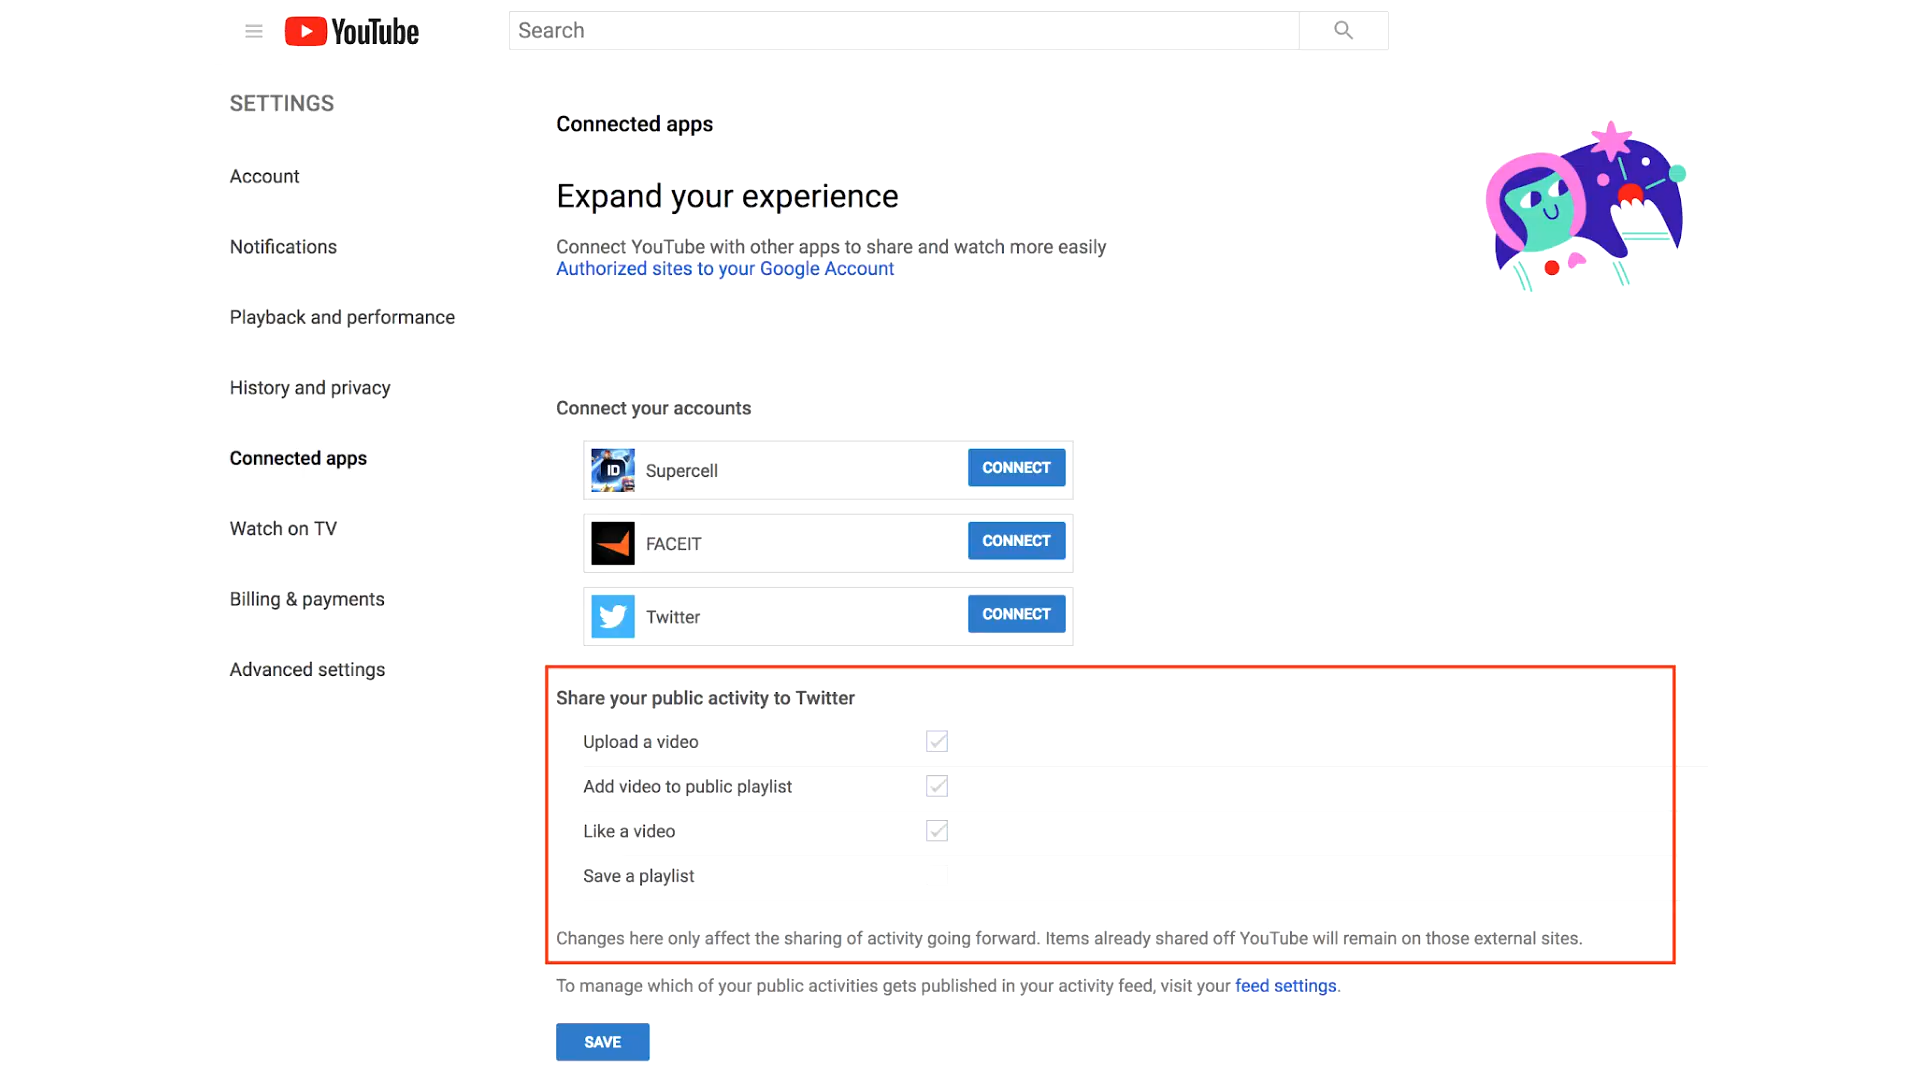 YouTube
Search
SETTINGS
Account
Notifications
Playback and performance
History and privacy
Connected apps
Watch on TV
Billing & payments
Advanced settings
Connected apps
Expand your experience
Connect YouTube with other apps to share and watch more easily
Authorized sites to your Google Account
Connect your accounts
ID
Supercell
CONNECT
FACEIT
CONNECT
Twitter
CONNECT
Share your public activity to Twitter
Upload a video
Add video to public playlist
Like a video
Save a playlist
Changes here only affect the sharing of activity going forward. Items already shared off YouTube will remain on those external sites.
To manage which of your public activities gets published in your activity feed, visit your feed settings.
SAVE